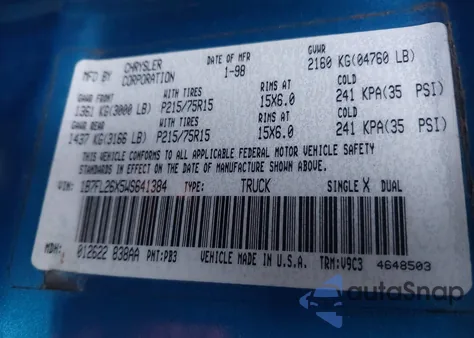 MFD BY CHRYSLER CORPORATION DATE OF MFR 1-98 GVWR 2160 KG(04760 LB)
GAWR FRONT WITH TIRES RIMS AT COLD
1361 KG(3000 LB) P215/75R15 15X6.0 241 KPA(35 PSI)
GAWR REAR WITH TIRES RIMS AT COLD
1437 KG(3166 LB) P215/75R15 15X6.0 241 KPA(35 PSI)
THIS VEHICLE CONFORMS TO ALL APPLICABLE FEDERAL MOTOR VEHICLE SAFETY
STANDARDS IN EFFECT ON THE DATE OF MANUFACTURE SHOWN ABOVE.
VIN: 1B7FL26X5WS641384 TYPE: TRUCK SINGLE X DUAL
MDH: 012622 838AA PNT:PB3 VEHICLE MADE IN U.S.A. TRM:V9C3 4648503
autoSnap